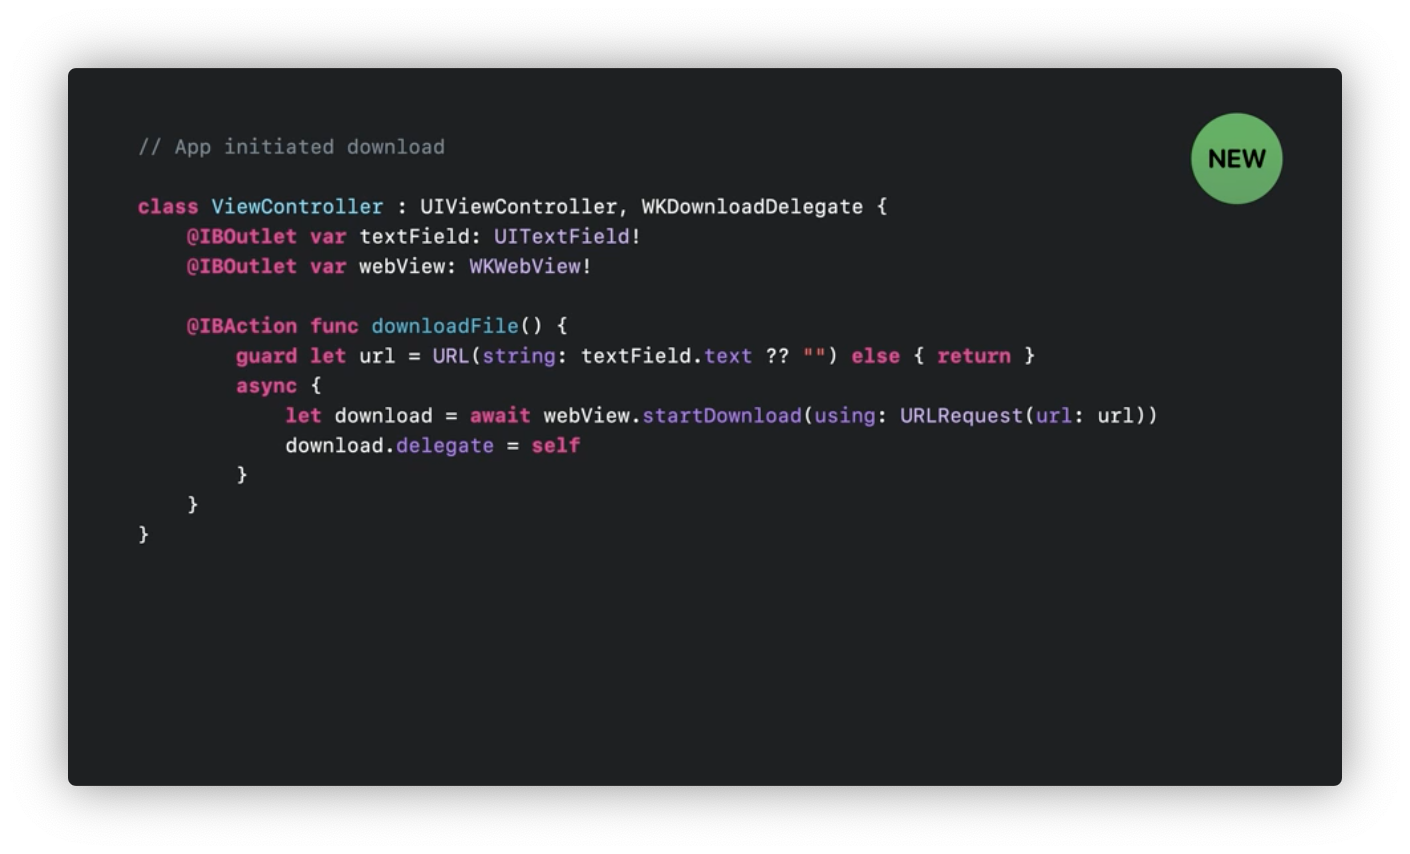 // App initiated download
NEW
class ViewController : UIViewController, WKDownloadDelegate {
    @IBOutlet var textField: UITextField!
    @IBOutlet var webView: WKWebView!

    @IBAction func downloadFile() {
        guard let url = URL(string: textField.text ?? "") else { return }
        async {
            let download = await webView.startDownload(using: URLRequest(url: url))
            download.delegate = self
        }
    }
}